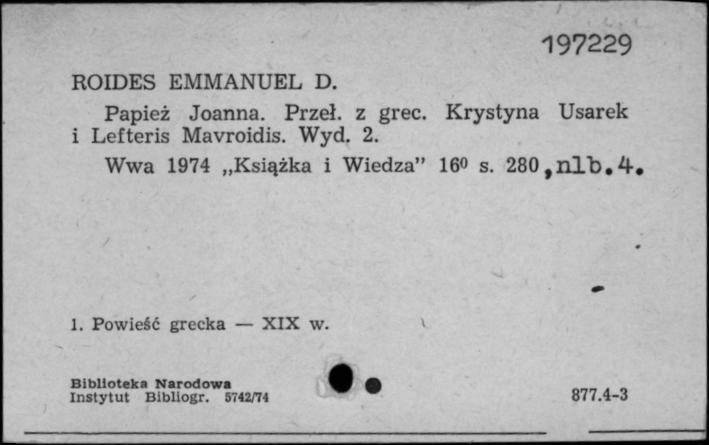 197229
ROIDES EMMANUEL D.
Papież Joanna. Przeł. z grec. Krystyna Usarek
i Lefteris Mavroidis. Wyd. 2.
Wwa 1974 „Książka i Wiedza” 16⁰ s. 280, nlb. 4.
1. Powieść grecka — XIX w.
Biblioteka Narodowa
Instytut Bibliogr. 5742/74
877.4-3